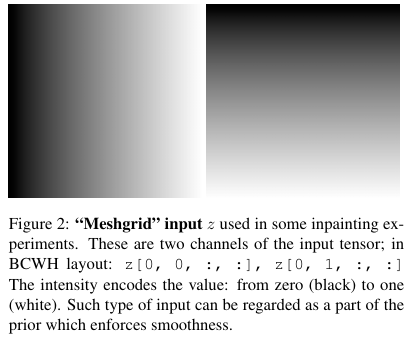 Figure 2: “Meshgrid” input z used in some inpainting ex-
periments. These are two channels of the input tensor; in
BCWH layout: z[0, 0, :, :], z[0, 1, :, :]
The intensity encodes the value: from zero (black) to one
(white). Such type of input can be regarded as a part of the
prior which enforces smoothness.